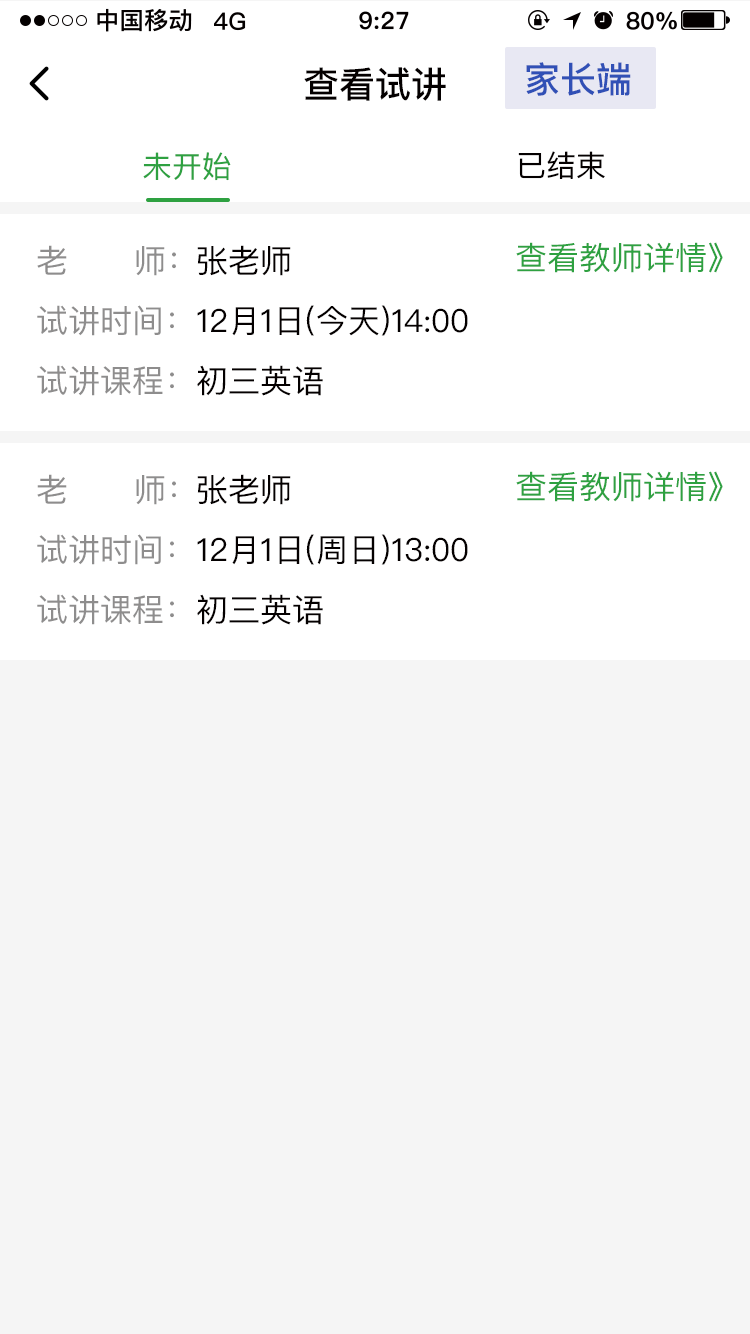 中国移动 4G 9:27 80%
查看试讲 家长端
未开始 已结束
老 师：张老师 查看教师详情》
试讲时间：12月1日(今天)14:00
试讲课程：初三英语
老 师：张老师 查看教师详情》
试讲时间：12月1日(周日)13:00
试讲课程：初三英语